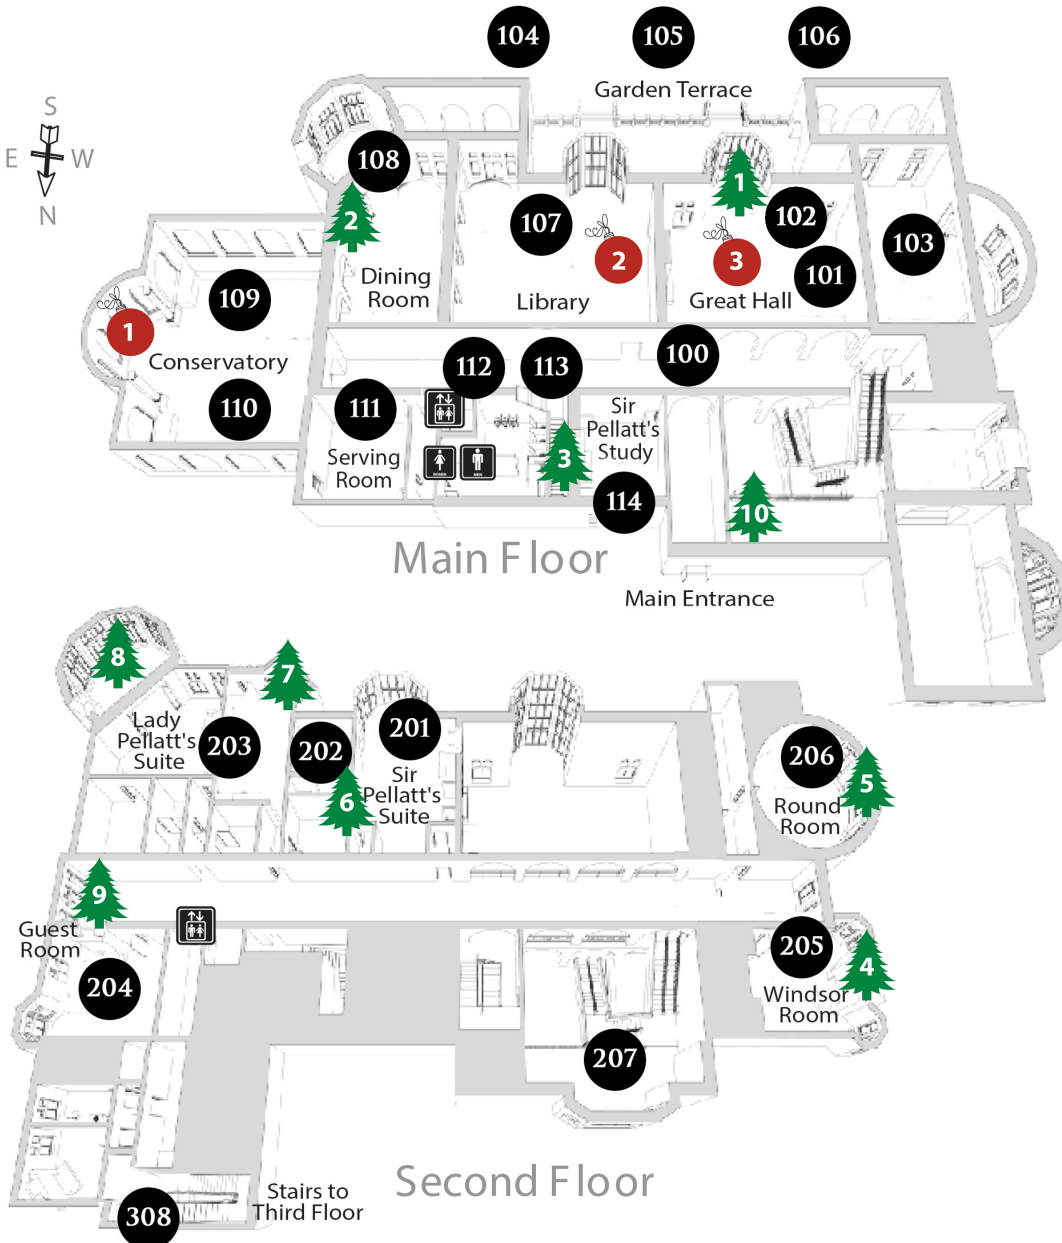 104
105
106
Garden Terrace
S
E W
N
108
1
2
107
102
103
2
3
101
Dining
Room
Library
Great Hall
109
1
Conservatory
100
112
113
110
111
Sir
Pellatt's
Study
Serving
Room
WOMEN
MEN
3
114
10
Main Floor
Main Entrance
8
7
Lady
Pellatt's
Suite
203
202
201
Sir
Pellatt's
Suite
6
206
5
Round
Room
9
Guest
Room
204
205
4
Windsor
Room
207
Second Floor
Stairs to
Third Floor
308